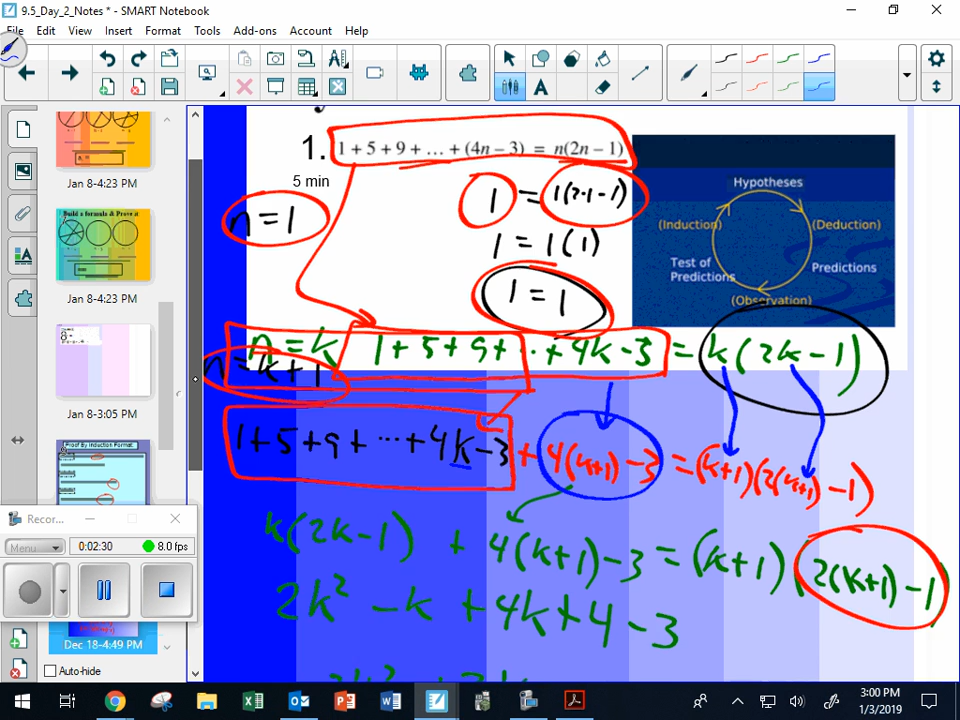 9.5_Day_2_Notes * - SMART Notebook
File Edit View Insert Format Tools Add-ons Account Help
1. 1 + 5 + 9 + … + (4n – 3) = n(2n – 1)
5 min
n = 1
1 = 1(2·1 - 1)
1 = 1(1)
1 = 1
Hypotheses
(Induction)
(Deduction)
Test of Predictions
Predictions
(Observation)
n = k 1 + 5 + 9 + ... + 4k - 3 = k(2k - 1)
n = k + 1
1 + 5 + 9 + ... + 4k - 3 + 4(k+1) - 3 = (k+1)(2(k+1) - 1)
k(2k - 1) + 4(k+1) - 3 = (k+1)(2(k+1) - 1)
2k² - k + 4k + 4 - 3
Jan 8-4:23 PM
Build a formula & Prove it
Jan 8-4:23 PM
Jan 8-3:05 PM
Proof By Induction Format
Recor...
Menu
0:02:30
8.0 fps
Dec 18-4:49 PM
Auto-hide
3:00 PM
1/3/2019